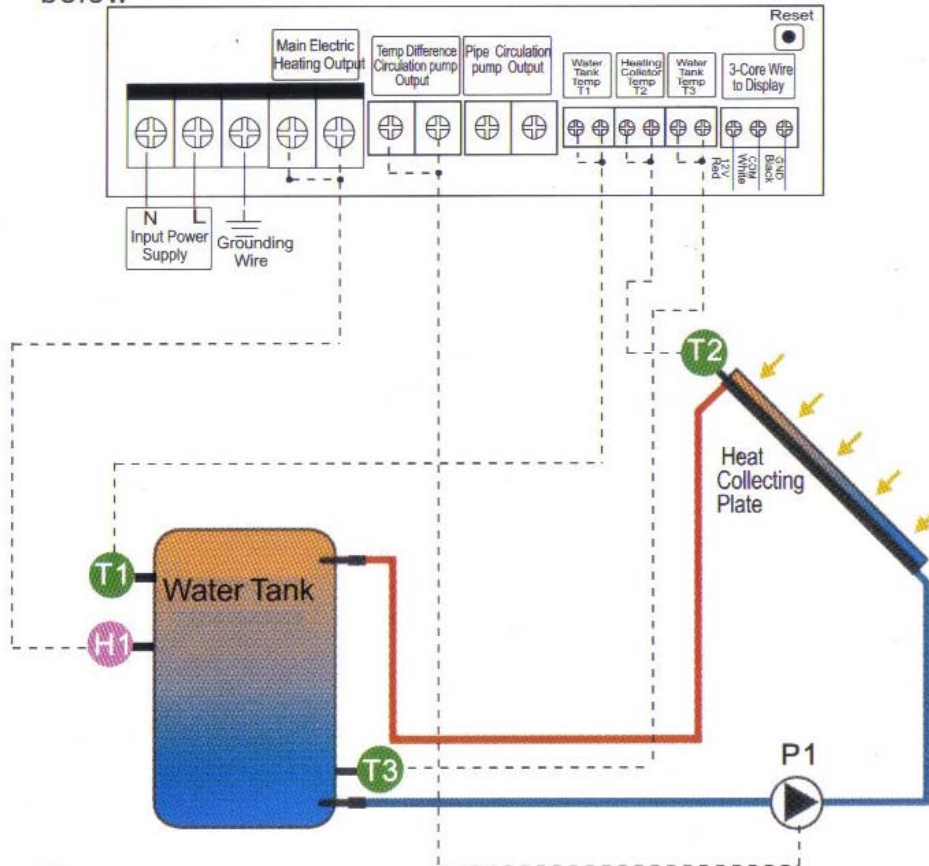 Reset
Main Electric
Heating Output
Temp Difference
Circulation pump
Output
Pipe Circulation
pump Output
Water
Tank
Temp
T1
Heating
Colletor
Temp
T2
Water
Tank
Temp
T3
3-Core Wire
to Display
Red
12V
White
COM
Black
GND
N
L
Input Power
Supply
Grounding
Wire
T2
Heat
Collecting
Plate
T1
Water Tank
H1
T3
P1